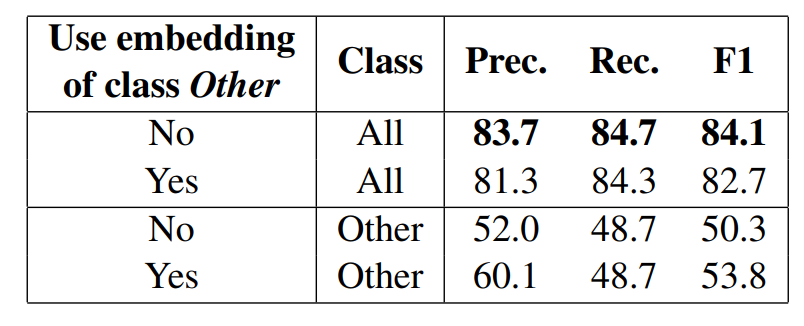 Use embedding of class Other Class Prec. Rec. F1
No All 83.7 84.7 84.1
Yes All 81.3 84.3 82.7
No Other 52.0 48.7 50.3
Yes Other 60.1 48.7 53.8